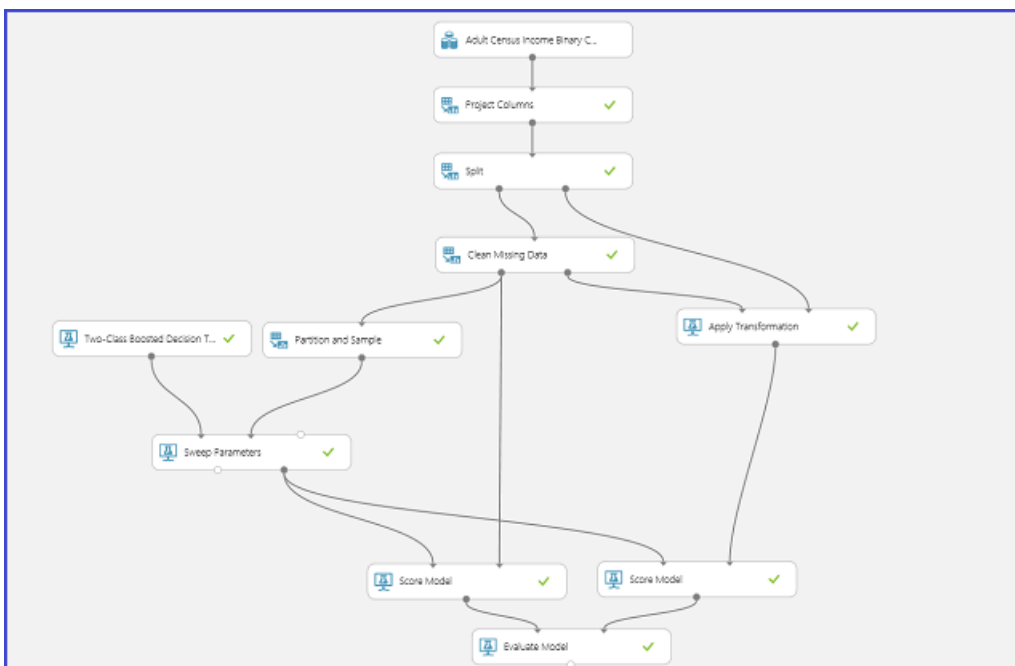 Adult Census Income Binary C...
Project Columns
Split
Clean Missing Data
Apply Transformation
Two-Class Boosted Decision T...
Partition and Sample
Sweep Parameters
Score Model
Score Model
Evaluate Model